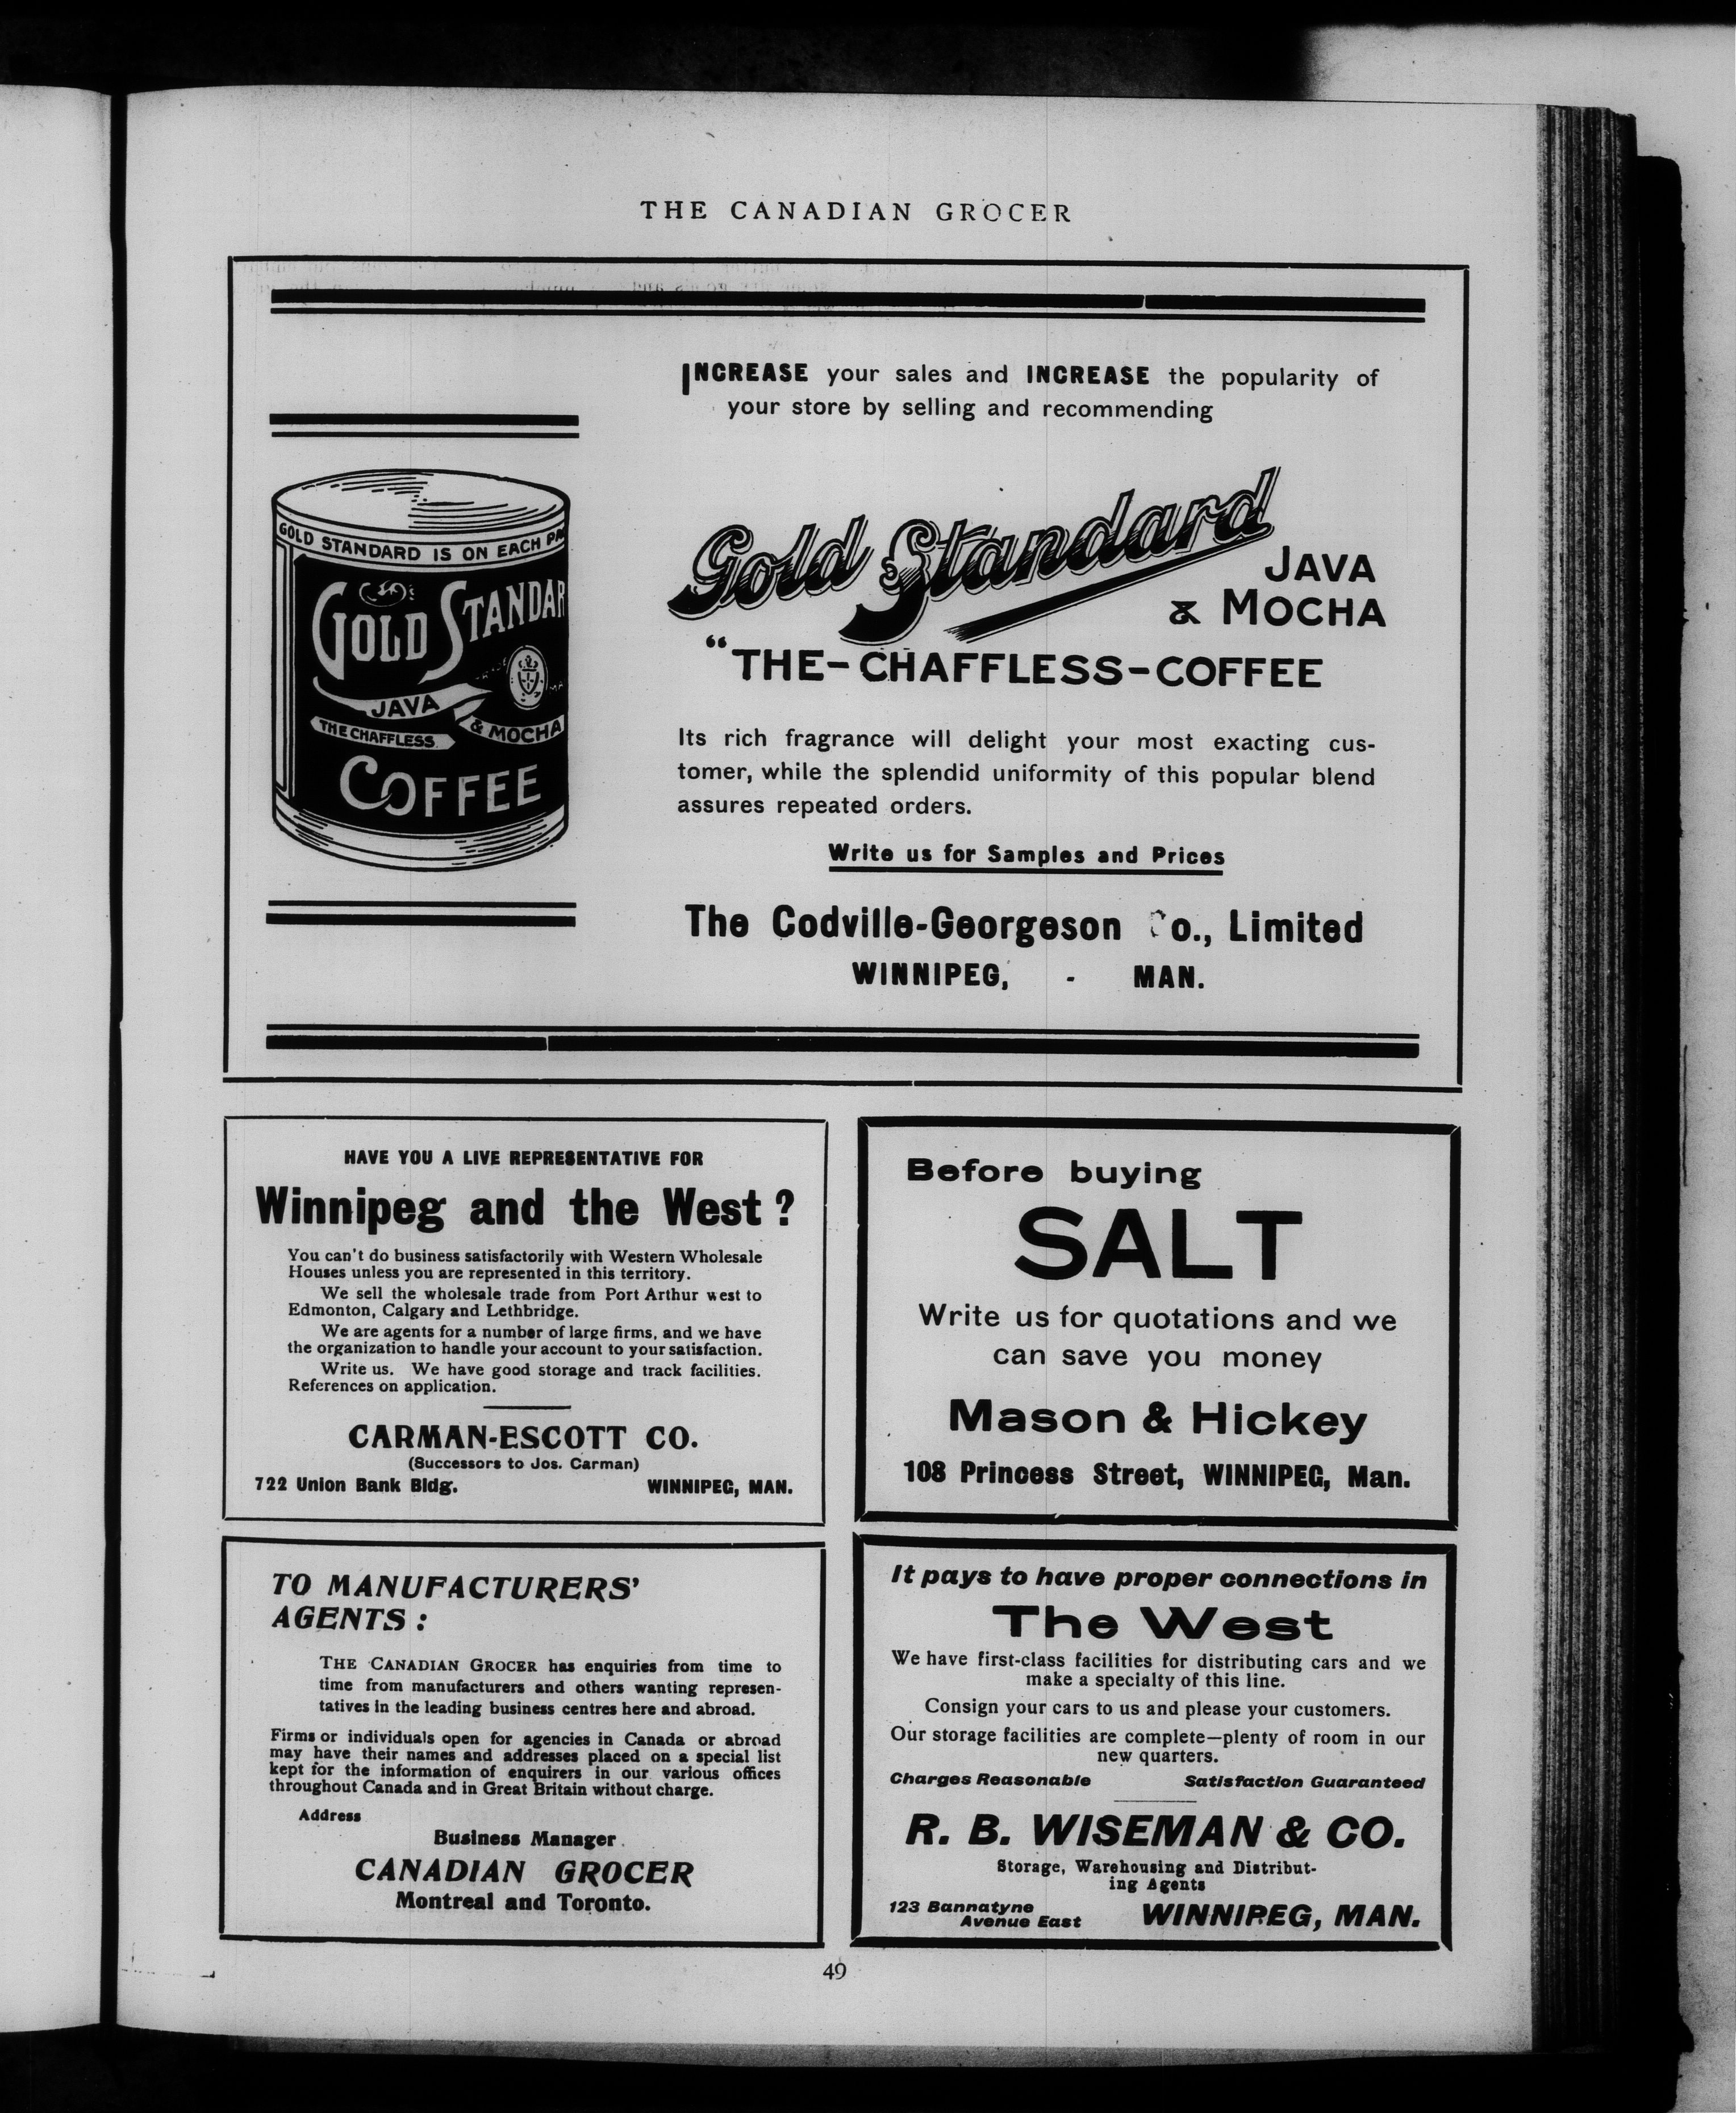 THE CANADIAN GROCER
INCREASE your sales and INCREASE the popularity of
your store by selling and recommending
GOLD STANDARD IS ON EACH PA
GOLD STANDAR
JAVA
& MOCHA
THE CHAFFLESS
COFFEE
Gold Standard
JAVA
& MOCHA
“THE-CHAFFLESS-COFFEE
Its rich fragrance will delight your most exacting cus-
tomer, while the splendid uniformity of this popular blend
assures repeated orders.
Write us for Samples and Prices
The Codville-Georgeson Co., Limited
WINNIPEG, - MAN.
HAVE YOU A LIVE REPRESENTATIVE FOR
Winnipeg and the West ?
You can't do business satisfactorily with Western Wholesale
Houses unless you are represented in this territory.
We sell the wholesale trade from Port Arthur west to
Edmonton, Calgary and Lethbridge.
We are agents for a number of large firms, and we have
the organization to handle your account to your satisfaction.
Write us. We have good storage and track facilities.
References on application.
CARMAN-ESCOTT CO.
(Successors to Jos. Carman)
722 Union Bank Bldg. WINNIPEG, MAN.
Before buying
SALT
Write us for quotations and we
can save you money
Mason & Hickey
108 Princess Street, WINNIPEG, Man.
TO MANUFACTURERS'
AGENTS :
THE CANADIAN GROCER has enquiries from time to
time from manufacturers and others wanting represen-
tatives in the leading business centres here and abroad.
Firms or individuals open for agencies in Canada or abroad
may have their names and addresses placed on a special list
kept for the information of enquirers in our various offices
throughout Canada and in Great Britain without charge.
Address
Business Manager
CANADIAN GROCER
Montreal and Toronto.
It pays to have proper connections in
The West
We have first-class facilities for distributing cars and we
make a specialty of this line.
Consign your cars to us and please your customers.
Our storage facilities are complete—plenty of room in our
new quarters.
Charges Reasonable Satisfaction Guaranteed
R. B. WISEMAN & CO.
Storage, Warehousing and Distribut-
ing Agents
123 Bannatyne
Avenue East
WINNIPEG, MAN.
49